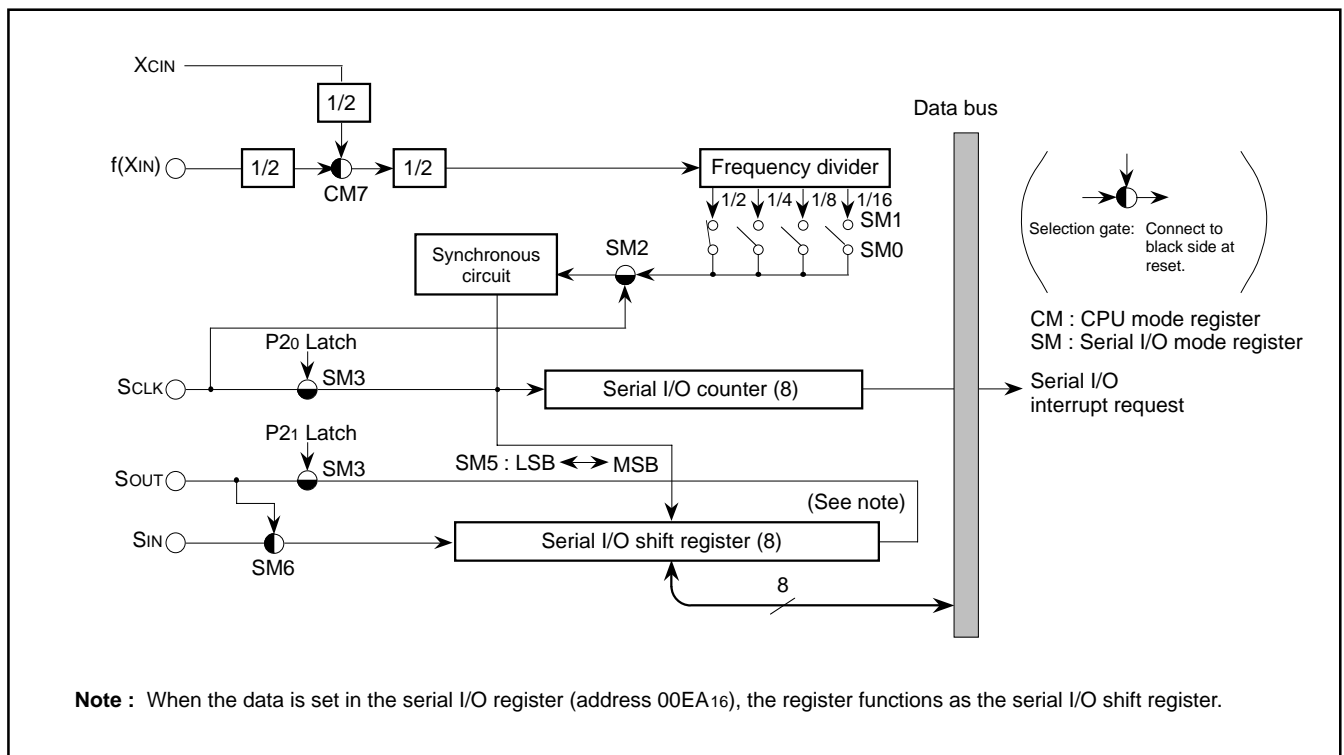 XCIN
1/2
Data bus
f(XIN)
1/2
1/2
Frequency divider
CM7
1/2
1/4
1/8
1/16
SM1
SM0
Selection gate: Connect to
black side at
reset.
Synchronous
circuit
SM2
CM : CPU mode register
SM : Serial I/O mode register
P20 Latch
SCLK
SM3
Serial I/O counter (8)
Serial I/O
interrupt request
P21 Latch
SOUT
SM3
SM5 : LSB
MSB
(See note)
SIN
Serial I/O shift register (8)
SM6
8
Note : When the data is set in the serial I/O register (address 00EA16), the register functions as the serial I/O shift register.